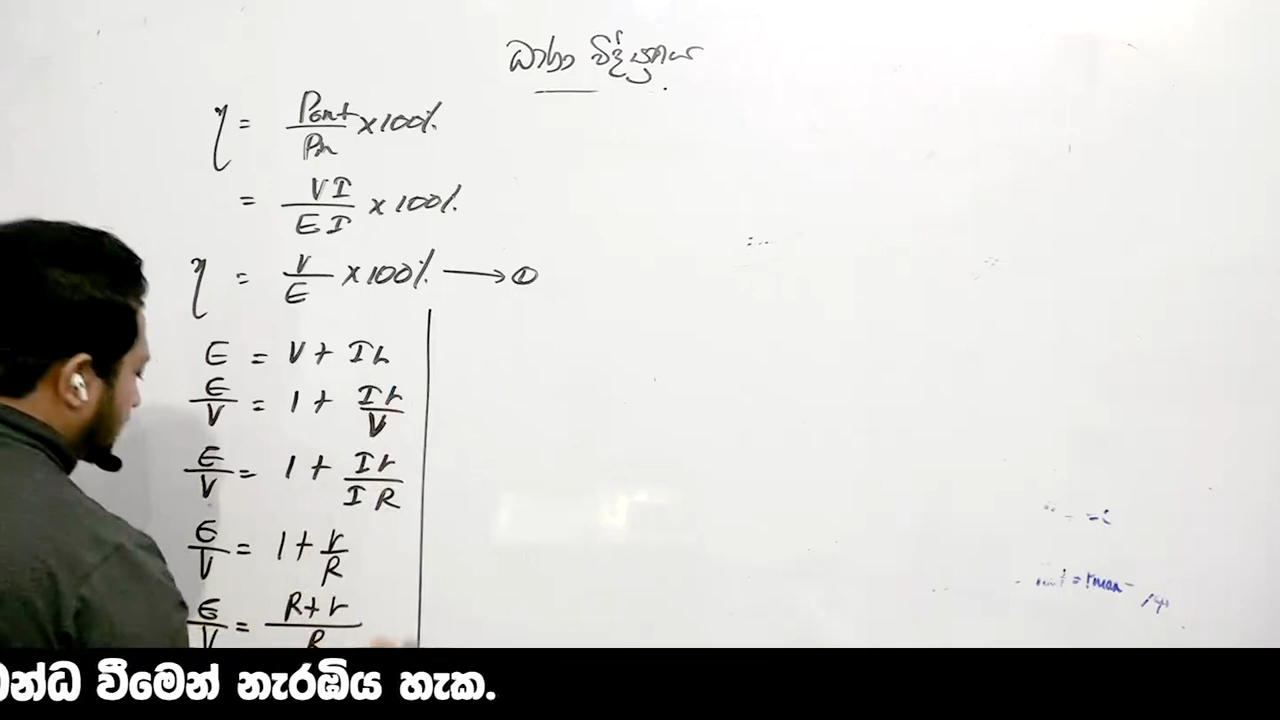 ධාරා විද්‍යුතය
η = Pout/Pin ×100%
= VI/EI ×100%
η = V/E ×100% → ①
E = V + Ir
E/V = 1 + Ir/V
E/V = 1 + Ir/IR
E/V = 1 + r/R
E/V = R+r/R
න්ධ වීමෙන් නැරඹිය හැක.